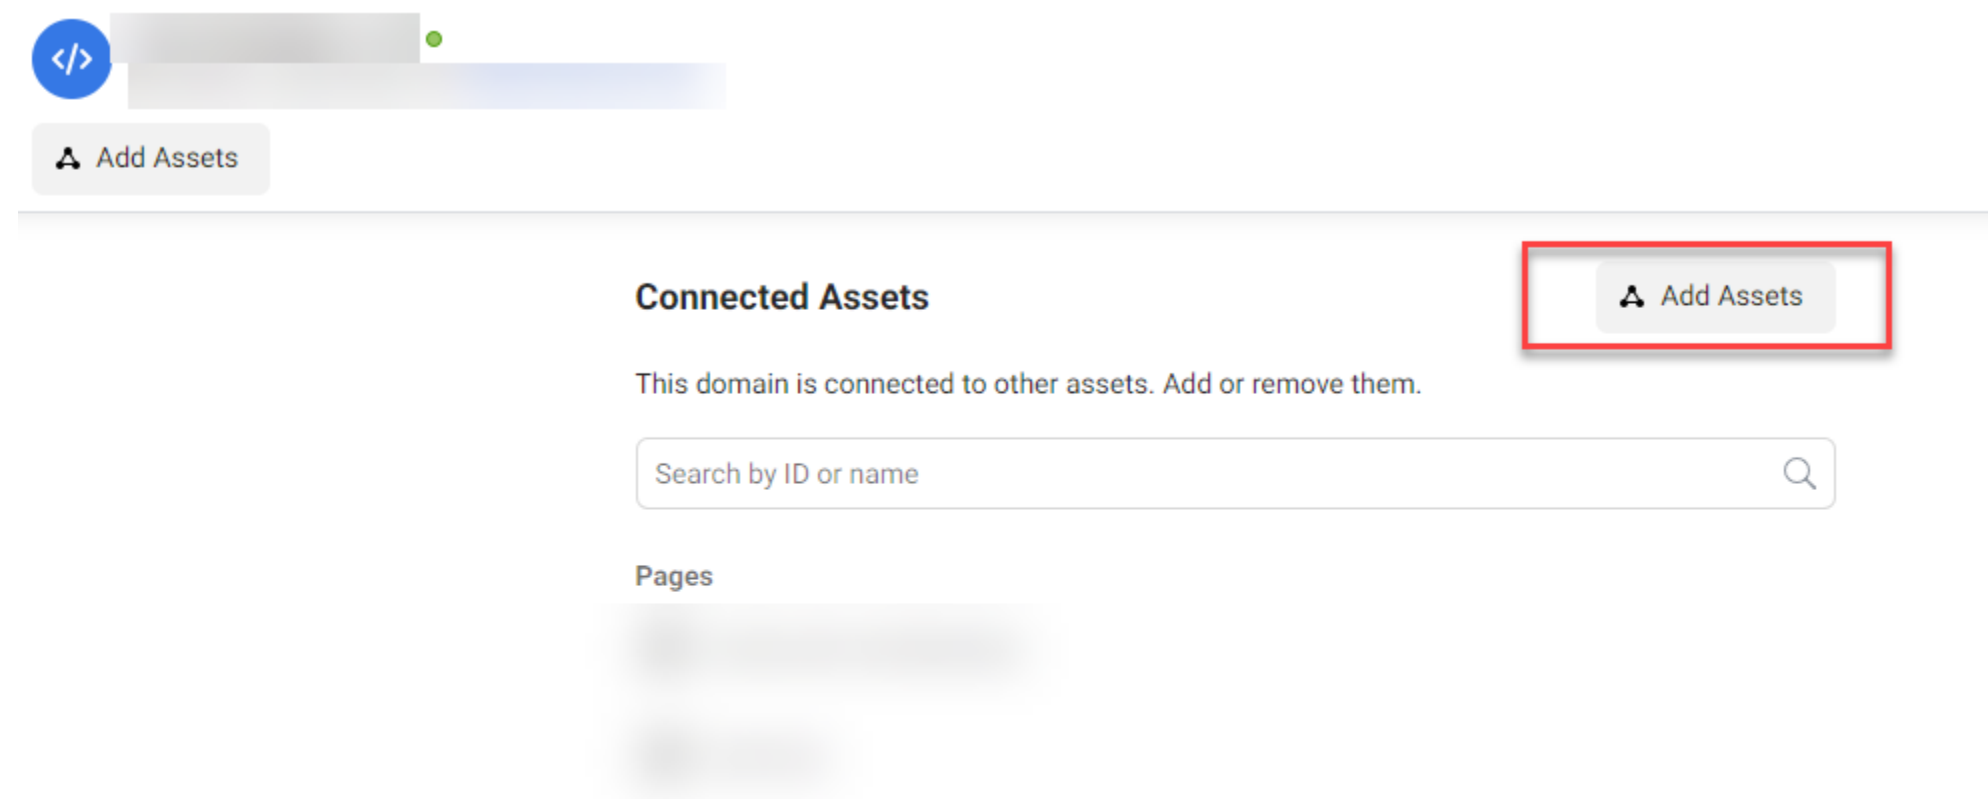 </>
Add Assets
Connected Assets
Add Assets
This domain is connected to other assets. Add or remove them.
Search by ID or name
Pages